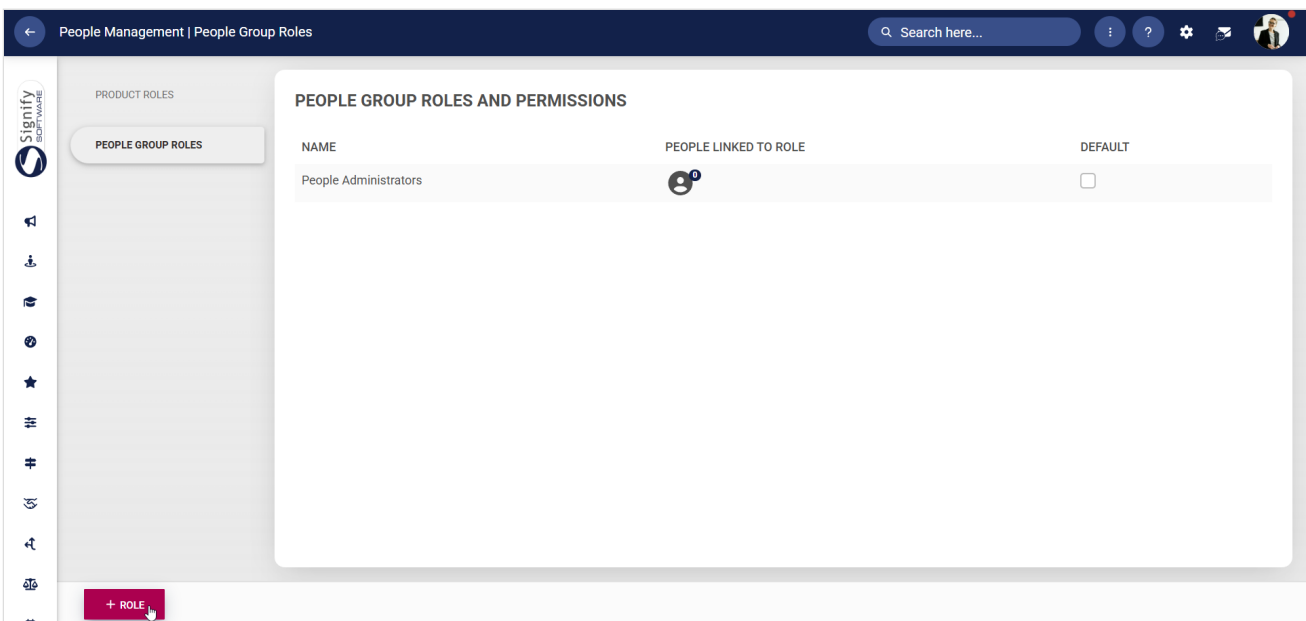 People Management | People Group Roles
Search here...
?
Signify
SOFTWARE
PRODUCT ROLES
PEOPLE GROUP ROLES
PEOPLE GROUP ROLES AND PERMISSIONS
NAME PEOPLE LINKED TO ROLE DEFAULT
People Administrators 0
+ ROLE